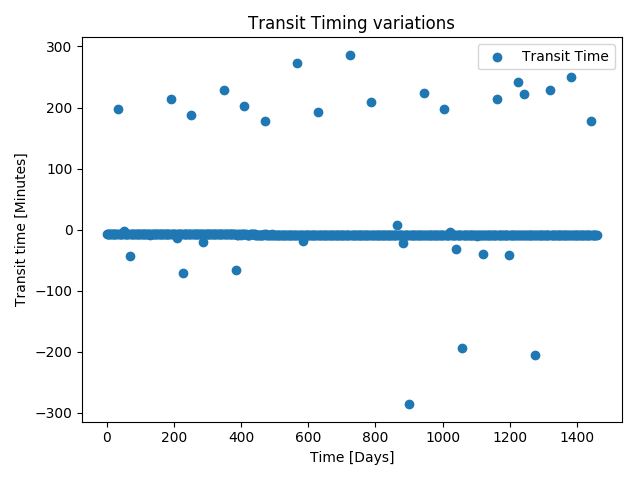 Transit Timing variations
Transit Time
300
200
100
0
−100
−200
−300
Transit time [Minutes]
0 200 400 600 800 1000 1200 1400
Time [Days]